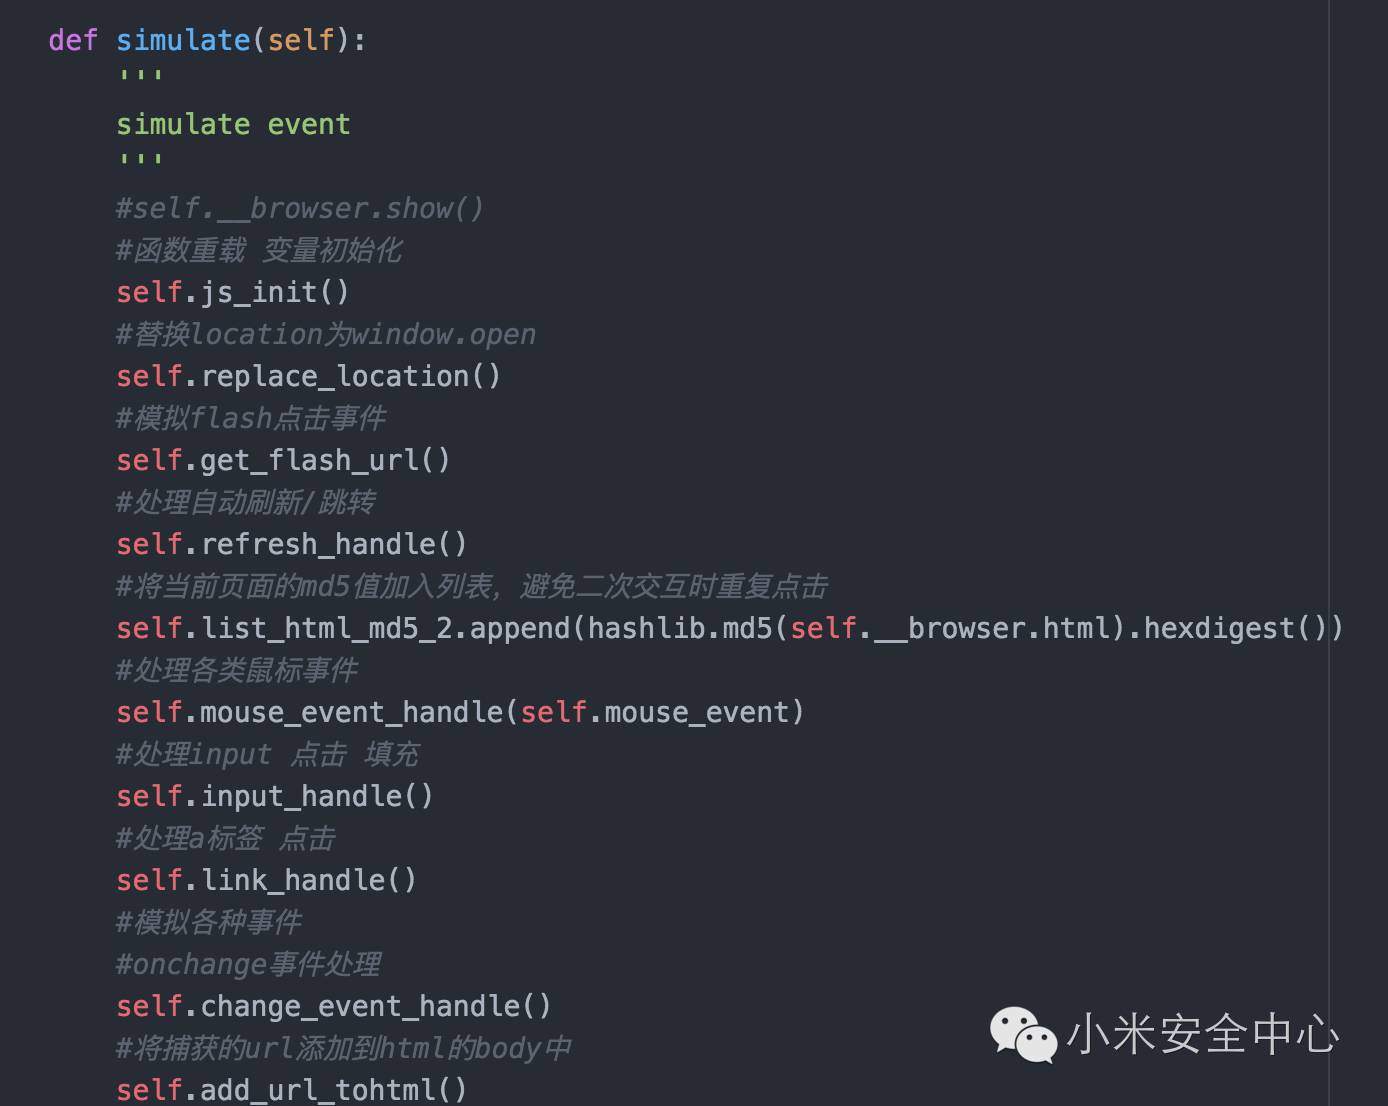 def simulate(self):
'''
simulate event
'''
#self.__browser.show()
#函数重载 变量初始化
self.js_init()
#替换location为window.open
self.replace_location()
#模拟flash点击事件
self.get_flash_url()
#处理自动刷新/跳转
self.refresh_handle()
#将当前页面的md5值加入列表，避免二次交互时重复点击
self.list_html_md5_2.append(hashlib.md5(self.__browser.html).hexdigest())
#处理各类鼠标事件
self.mouse_event_handle(self.mouse_event)
#处理input 点击 填充
self.input_handle()
#处理a标签 点击
self.link_handle()
#模拟各种事件
#onchange事件处理
self.change_event_handle()
#将捕获的url添加到html的body中
self.add_url_tohtml()
小米安全中心